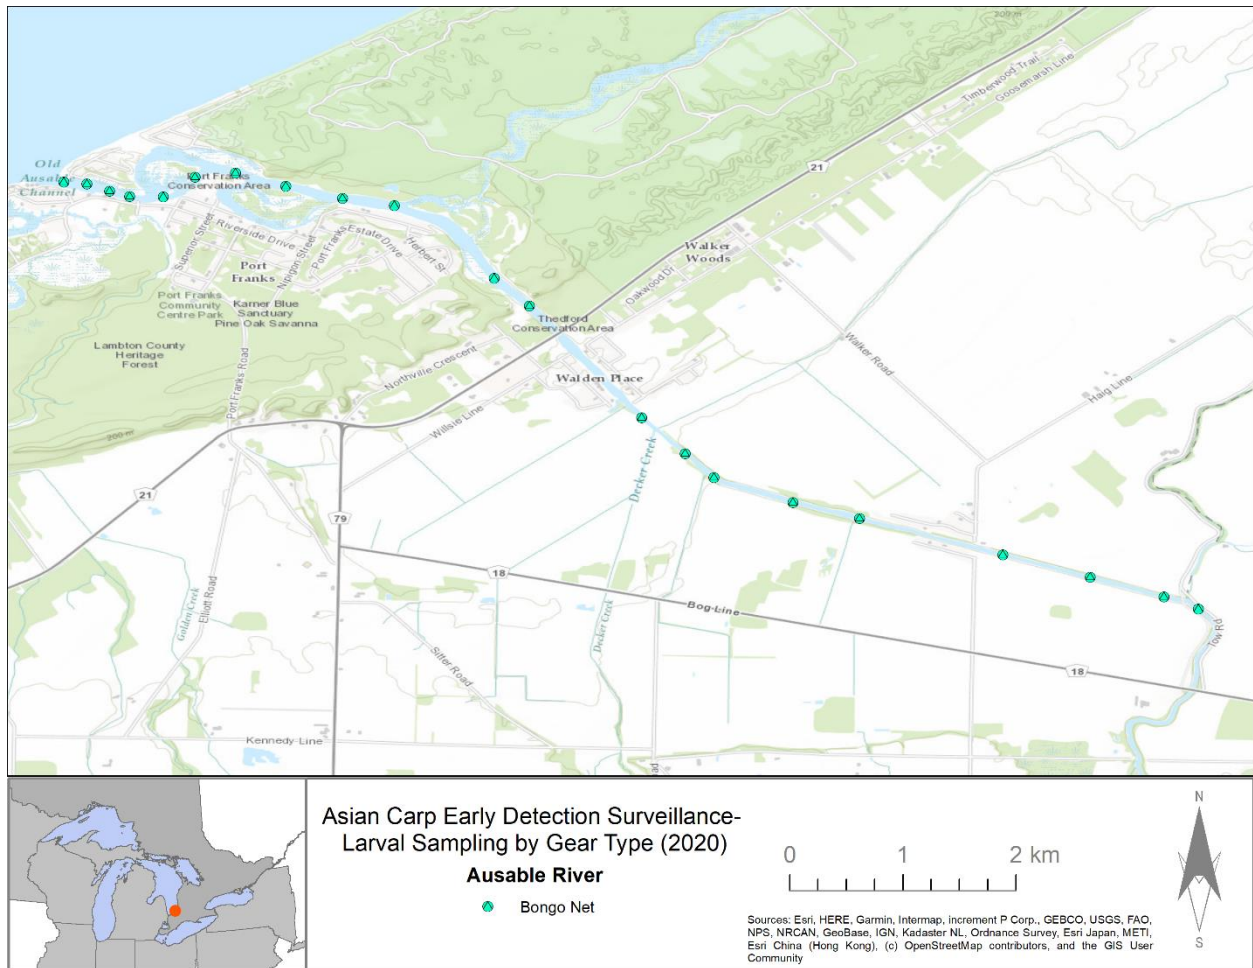 200 m
Timberwood Trail
Goosemarsh Line
21
Old
Ausable
Channel
Port Franks
Conservation Area
Superior Street
Riverside Drive
Nipigon Street
Port Franks
Estate Drive
Herbert St
Port
Franks
Walker
Woods
Oakwood Dr
Port Franks
Community
Centre Park
Karner Blue
Sanctuary
Pine Oak Savanna
Thedford
Conservation Area
Lambton County
Heritage
Forest
Port Franks Road
Northville Crescent
Walden Place
Walker Road
Haig Line
Willsie Line
200 m
Decker Creek
21
79
18
Bog Line
Golden Creek
Elliott Road
Decker Creek
Sitter Road
18
Tow Rd
Kennedy Line
oad
Asian Carp Early Detection Surveillance-
Larval Sampling by Gear Type (2020)
Ausable River
Bongo Net
0 1 2 km
N
S
Sources: Esri, HERE, Garmin, Intermap, increment P Corp., GEBCO, USGS, FAO,
NPS, NRCAN, GeoBase, IGN, Kadaster NL, Ordnance Survey, Esri Japan, METI,
Esri China (Hong Kong), (c) OpenStreetMap contributors, and the GIS User
Community